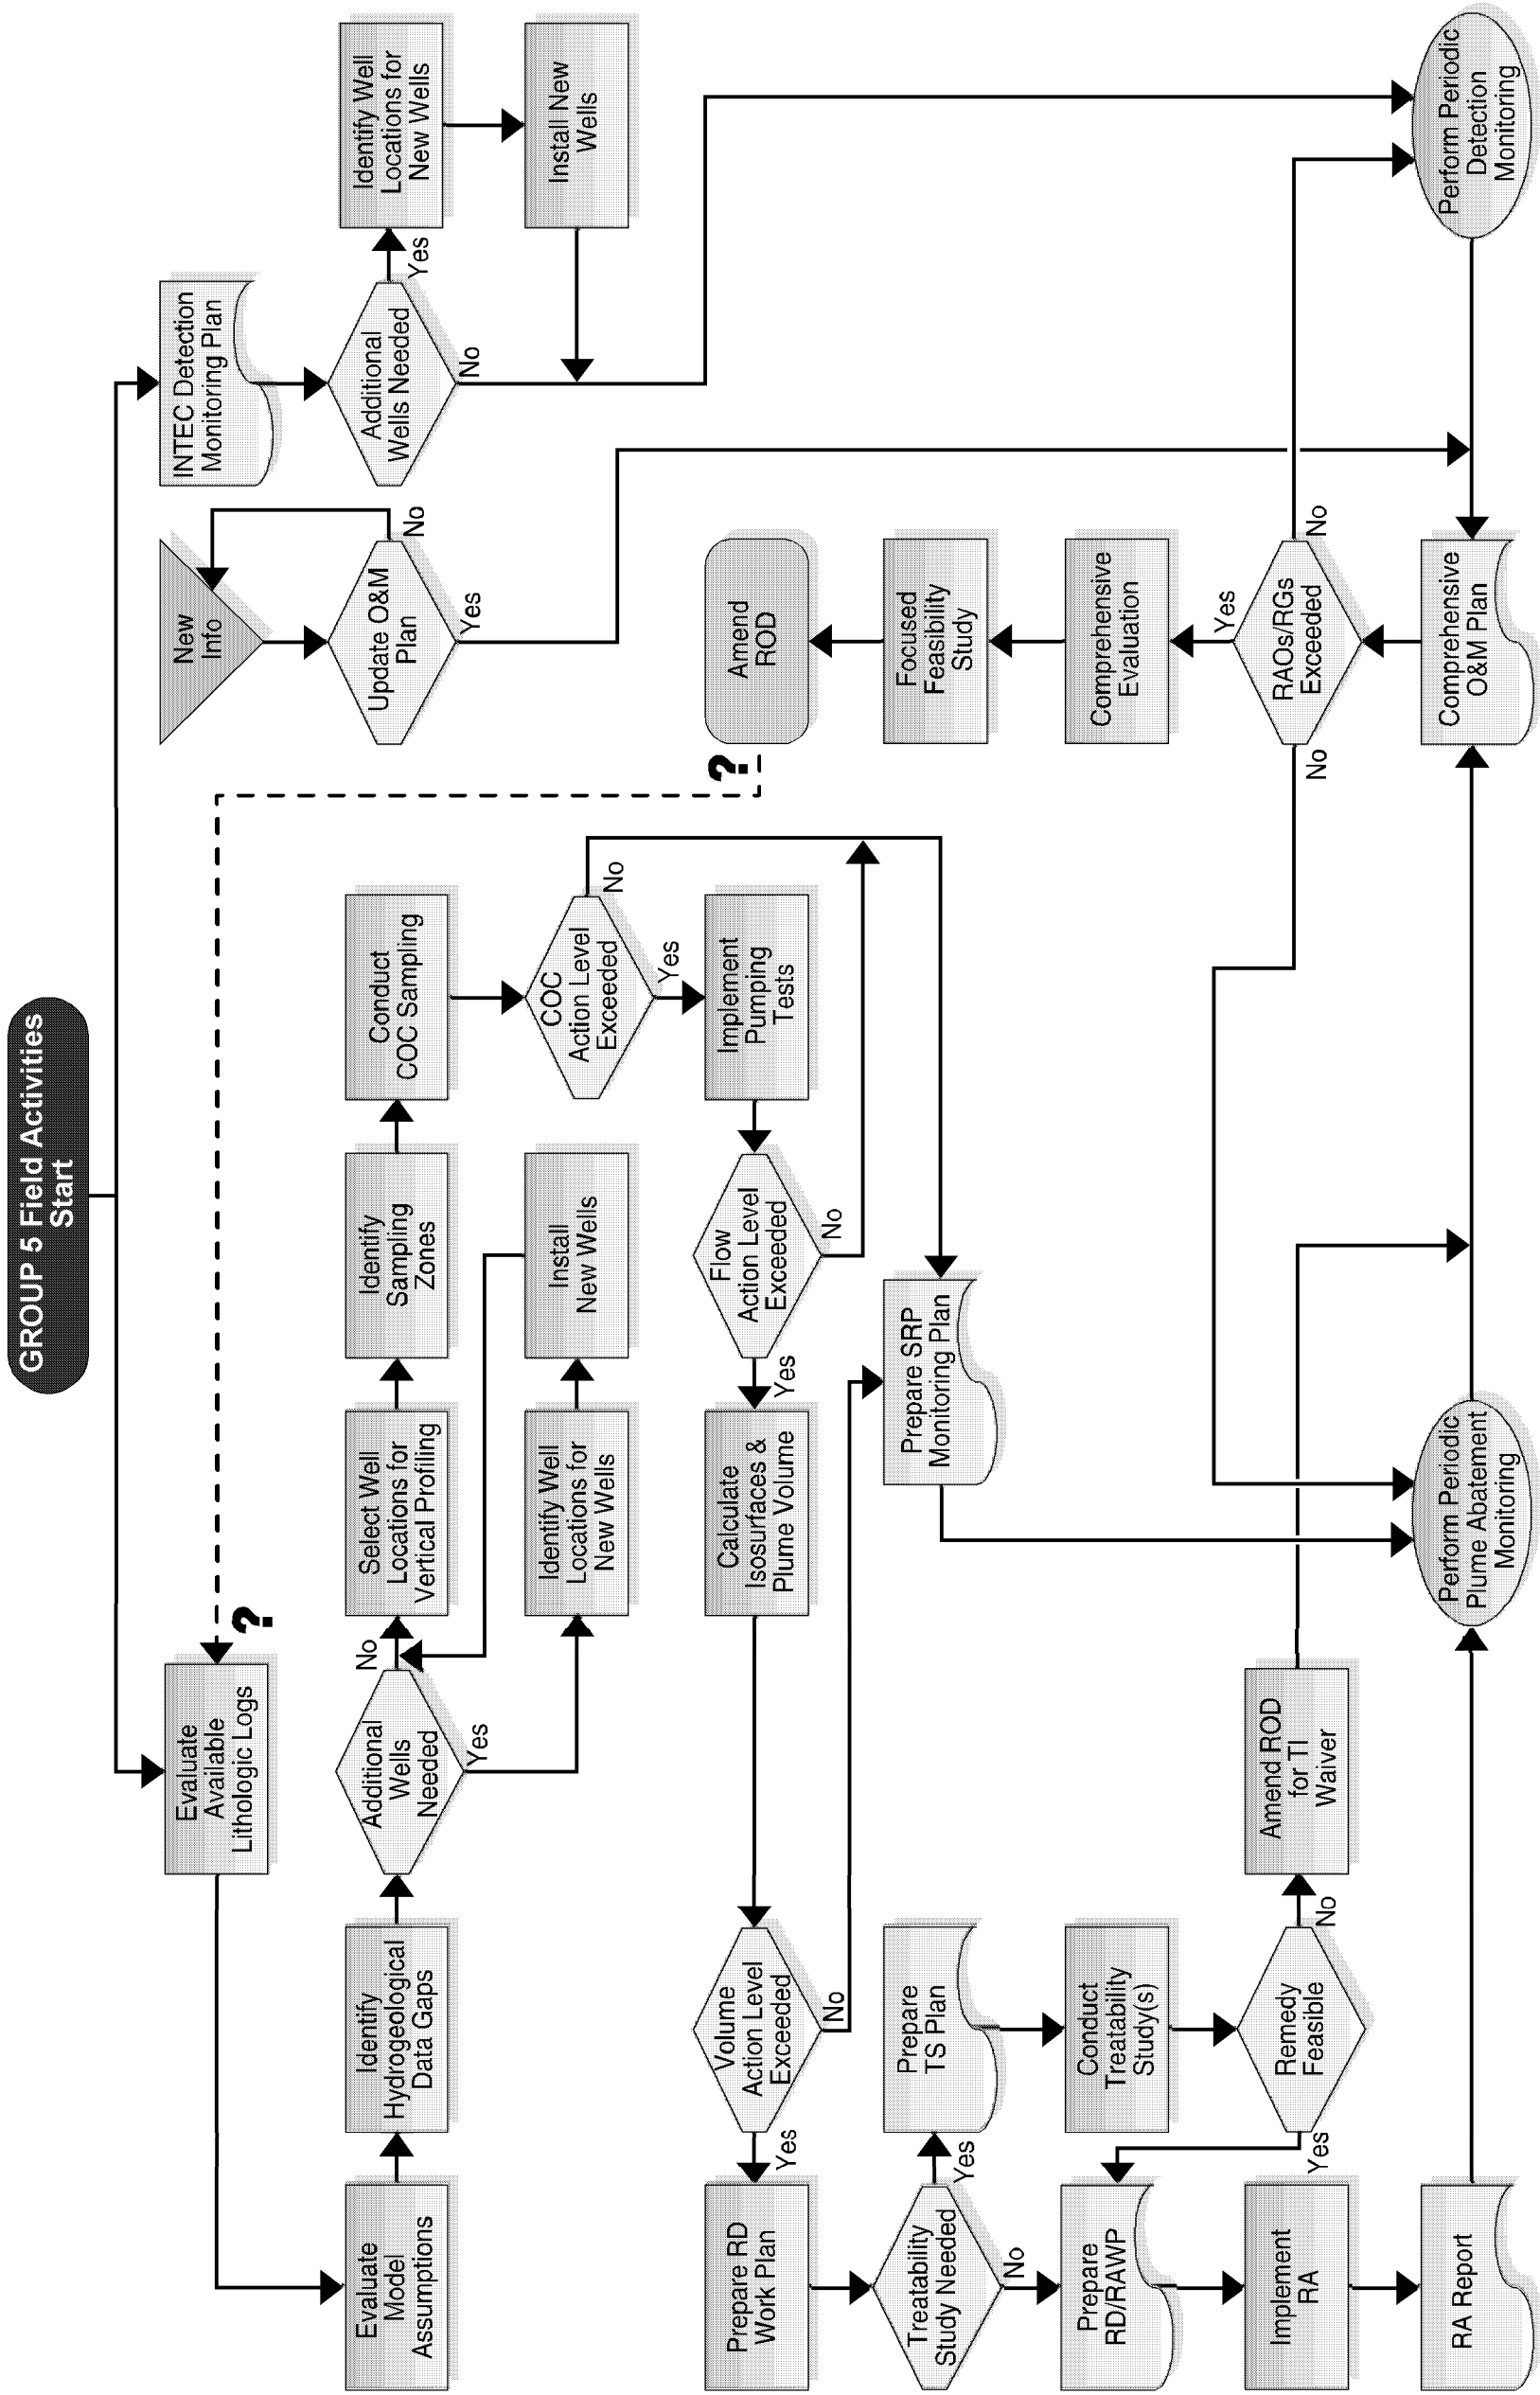 GROUP 5 Field Activities
Start
Evaluate
Available
Lithologic Logs
?
New
Info
INTEC Detection
Monitoring Plan
Evaluate
Model
Assumptions
Identify
Hydrogeological
Data Gaps
Additional
Wells
Needed
No
Yes
Select Well
Locations for
Vertical Profiling
Identify
Sampling
Zones
Conduct
COC Sampling
Update O&M
Plan
No
Yes
Additional
Wells Needed
Yes
No
Identify Well
Locations for
New Wells
Identify Well
Locations for
New Wells
Install
New Wells
COC
Action Level
Exceeded
No
Yes
Install New
Wells
Prepare RD
Work Plan
Yes
Volume
Action Level
Exceeded
No
Calculate
Isosurfaces &
Plume Volume
Yes
Flow
Action Level
Exceeded
No
Implement
Pumping
Tests
?
Amend
ROD
Treatability
Study Needed
Yes
No
Prepare
TS Plan
Prepare SRP
Monitoring Plan
Focused
Feasibility
Study
Prepare
RD/RAWP
Conduct
Treatability
Study(s)
Comprehensive
Evaluation
Implement
RA
Yes
Remedy
Feasible
No
Amend ROD
for TI
Waiver
No
RAOs/RGs
Exceeded
Yes
No
RA Report
Perform Periodic
Plume Abatement
Monitoring
Comprehensive
O&M Plan
Perform Periodic
Detection
Monitoring